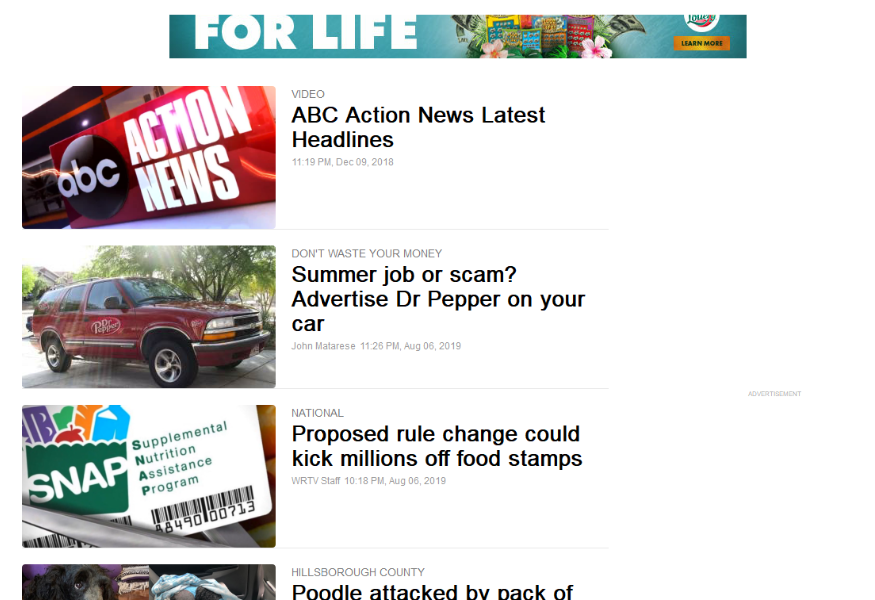 FOR LIFE
LEARN MORE
abc
ACTION
NEWS
VIDEO
ABC Action News Latest
Headlines
11:19 PM, Dec 09, 2018
DON'T WASTE YOUR MONEY
Summer job or scam?
Advertise Dr Pepper on your
car
John Matarese 11:26 PM, Aug 06, 2019
Dr Pepper
ADVERTISEMENT
SNAP
Supplemental
Nutrition
Assistance
Program
NATIONAL
Proposed rule change could
kick millions off food stamps
WRTV Staff 10:18 PM, Aug 06, 2019
HILLSBOROUGH COUNTY
Poodle attacked by pack of